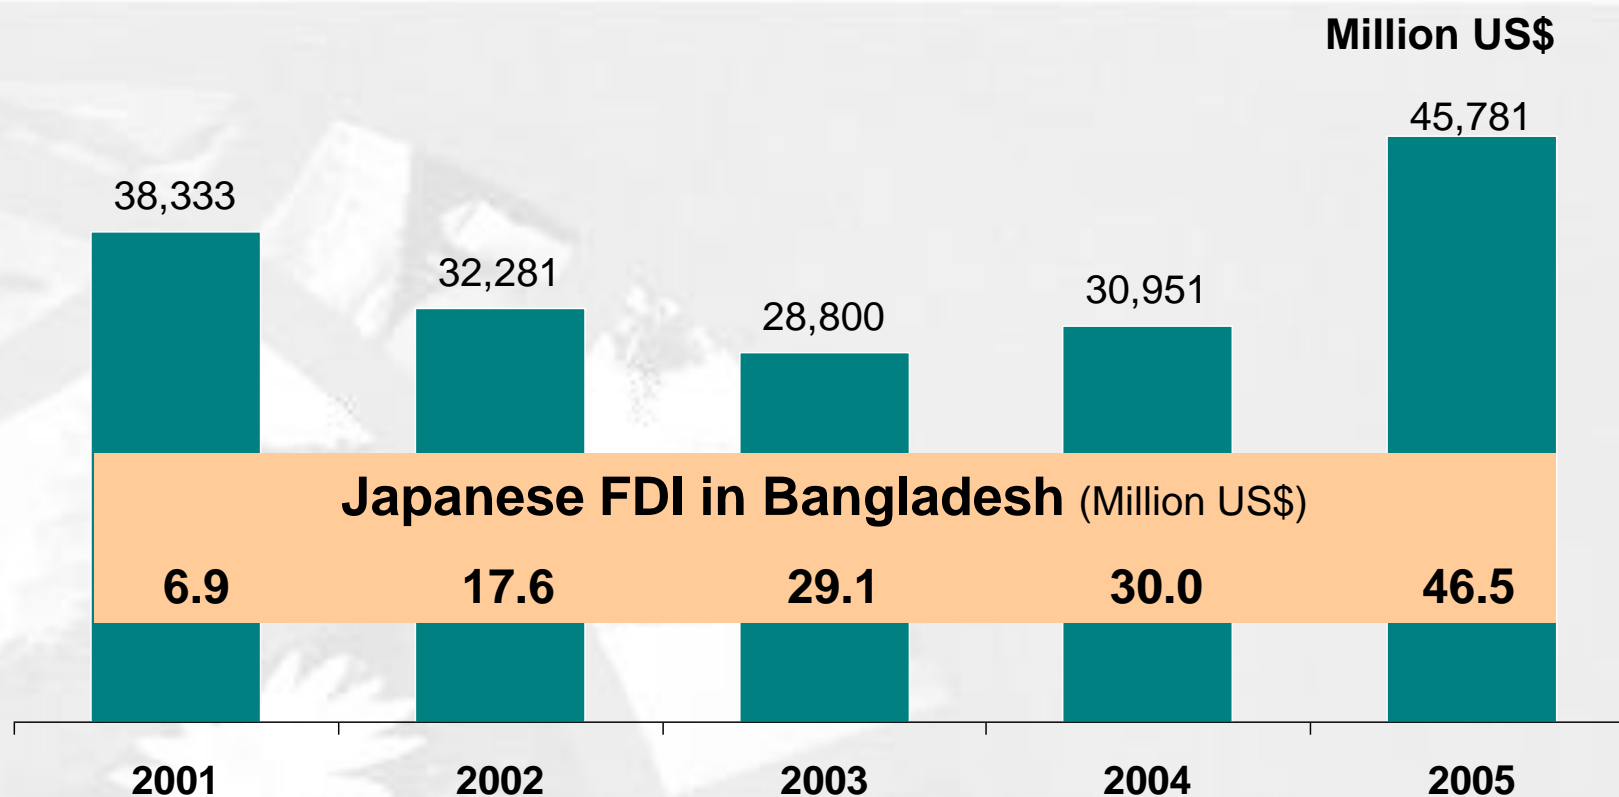 Million US$
45,781
38,333
32,281
30,951
28,800
Japanese FDI in Bangladesh (Million US$)
6.9 17.6 29.1 30.0 46.5
2001 2002 2003 2004 2005